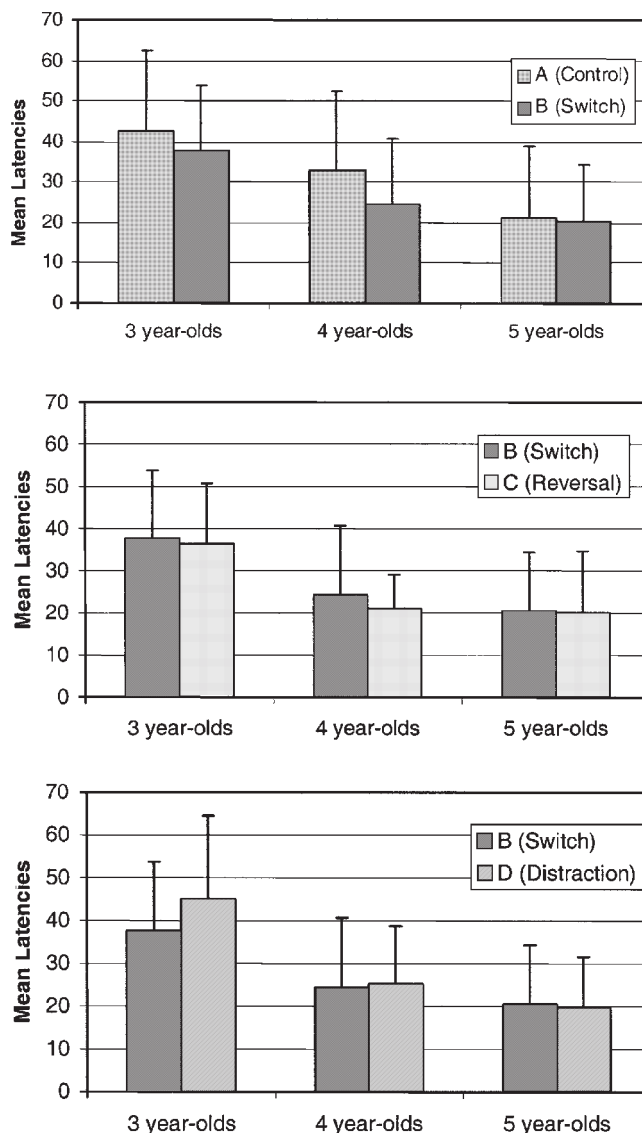 70
60
50
40
30
20
10
0
Mean Latencies
A (Control)
B (Switch)
3 year-olds 4 year-olds 5 year-olds
70
60
50
40
30
20
10
0
Mean Latencies
B (Switch)
C (Reversal)
3 year-olds 4 year-olds 5 year-olds
70
60
50
40
30
20
10
0
Mean Latencies
B (Switch)
D (Distraction)
3 year-olds 4 year-olds 5 year-olds